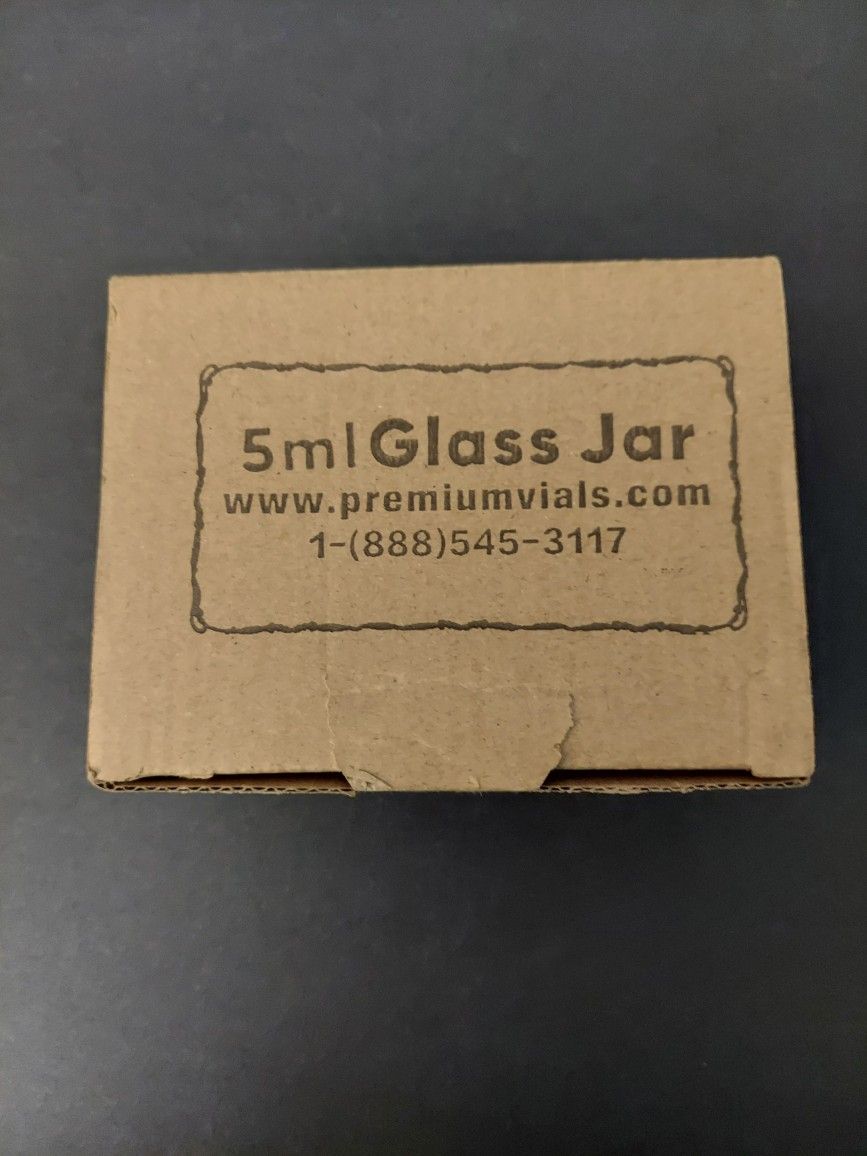 5ml Glass Jar
www.premiumvials.com
1-(888)545-3117